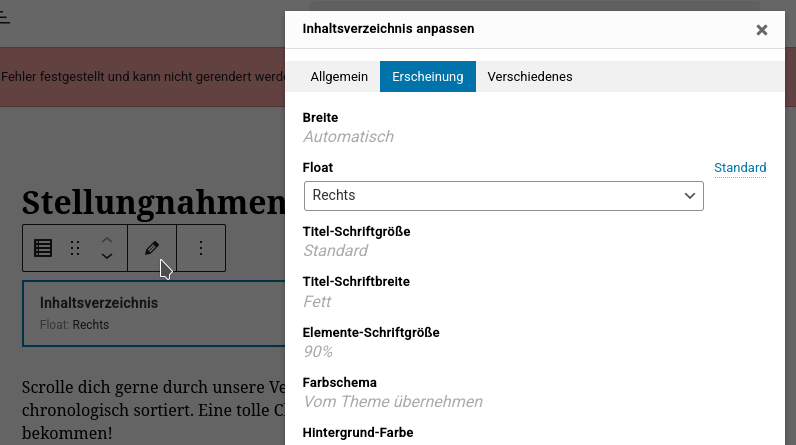 Inhaltsverzeichnis anpassen
Fehler festgestellt und kann nicht gerendert
Allgemein Erscheinung Verschiedenes
Breite
Automatisch
Float Standard
Rechts
Stellungnahmen
Titel-Schriftgröße
Standard
Titel-Schriftbreite
Fett
Inhaltsverzeichnis
Float: Rechts
Elemente-Schriftgröße
90%
Farbschema
Vom Theme übernehmen
Hintergrund-Farbe
Scrolle dich gerne durch unsere
chronologisch sortiert. Eine tolle
bekommen!